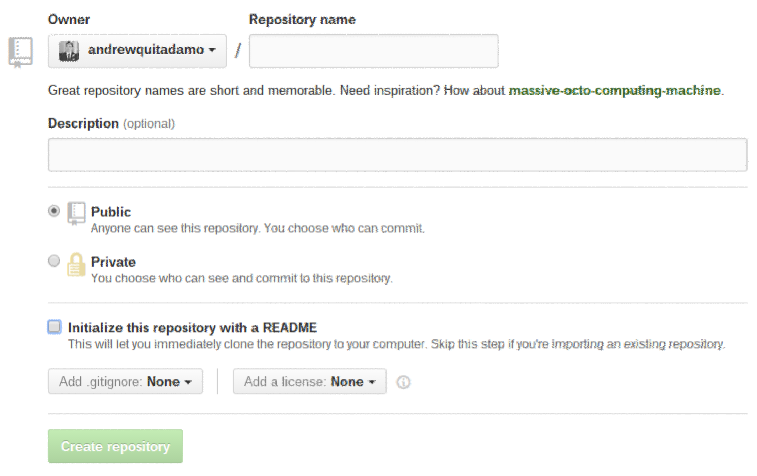 Owner Repository name
andrewquitadamo /
Great repository names are short and memorable. Need inspiration? How about massive-octo-computing-machine.
Description (optional)
Public
Anyone can see this repository. You choose who can commit.
Private
You choose who can see and commit to this repository.
Initialize this repository with a README
This will let you immediately clone the repository to your computer. Skip this step if you're importing an existing repository.
Add .gitignore: None Add a license: None
Create repository